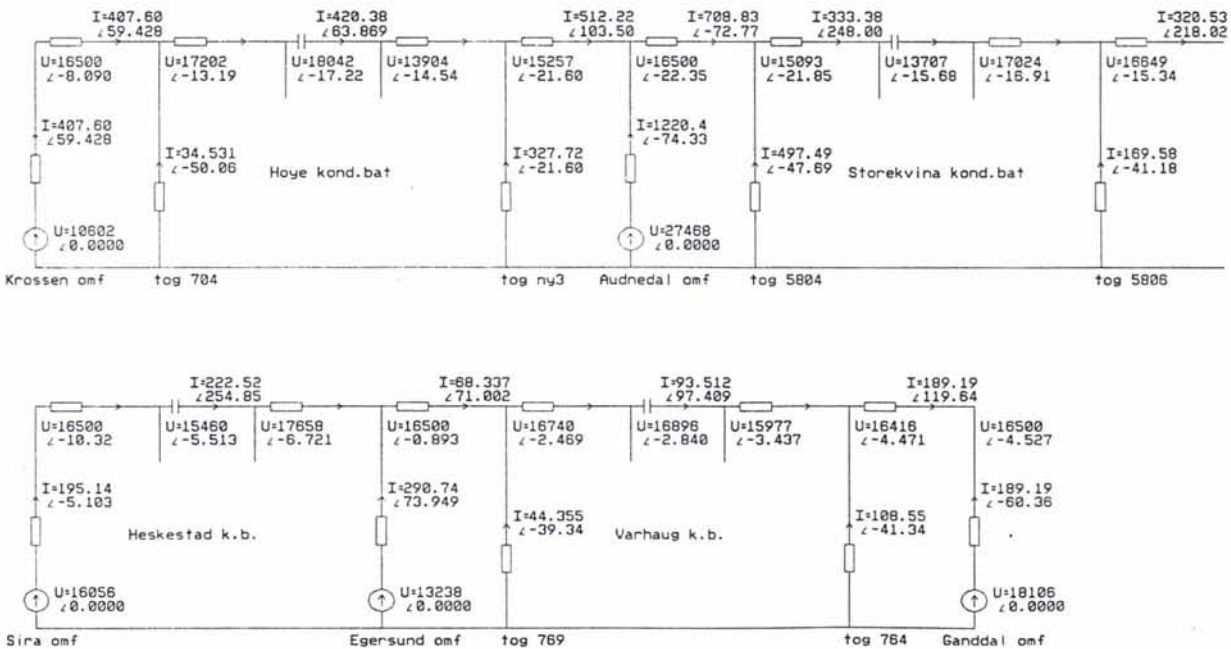 I=407.60
∠59.428
I=420.38
∠63.869
I=512.22
∠103.50
I=708.83
∠-72.77
I=333.38
∠248.00
I=320.53
∠218.02
U=16500
∠-8.090
U=17202
∠-13.19
U=18042
∠-17.22
U=13904
∠-14.54
U=15257
∠-21.60
U=16500
∠-22.35
U=15093
∠-21.85
U=13707
∠-15.68
U=17024
∠-16.91
U=16649
∠-15.34
I=407.60
∠59.428
I=34.531
∠-50.06
Hoye kond.bat
I=327.72
∠-21.60
I=1220.4
∠-74.33
I=497.49
∠-47.69
Storekvina kond.bat
I=169.58
∠-41.18
U=10602
∠0.0000
U=27468
∠0.0000
Krossen omf
tog 704
tog ny3
Audnedal omf
tog 5804
tog 5806
I=222.52
∠254.85
I=68.337
∠71.002
I=93.512
∠97.409
I=189.19
∠119.64
U=16500
∠-10.32
U=15460
∠-5.513
U=17658
∠-6.721
U=16500
∠-0.893
U=16740
∠-2.469
U=16896
∠-2.840
U=15977
∠-3.437
U=16416
∠-4.471
U=16500
∠-4.527
I=195.14
∠-5.103
Heskestad k.b.
I=290.74
∠73.949
I=44.355
∠-39.34
Varhaug k.b.
I=108.55
∠-41.34
I=189.19
∠-60.36
U=16056
∠0.0000
U=13238
∠0.0000
U=18106
∠0.0000
Sira omf
Egersund omf
tog 769
tog 764
Ganddal omf